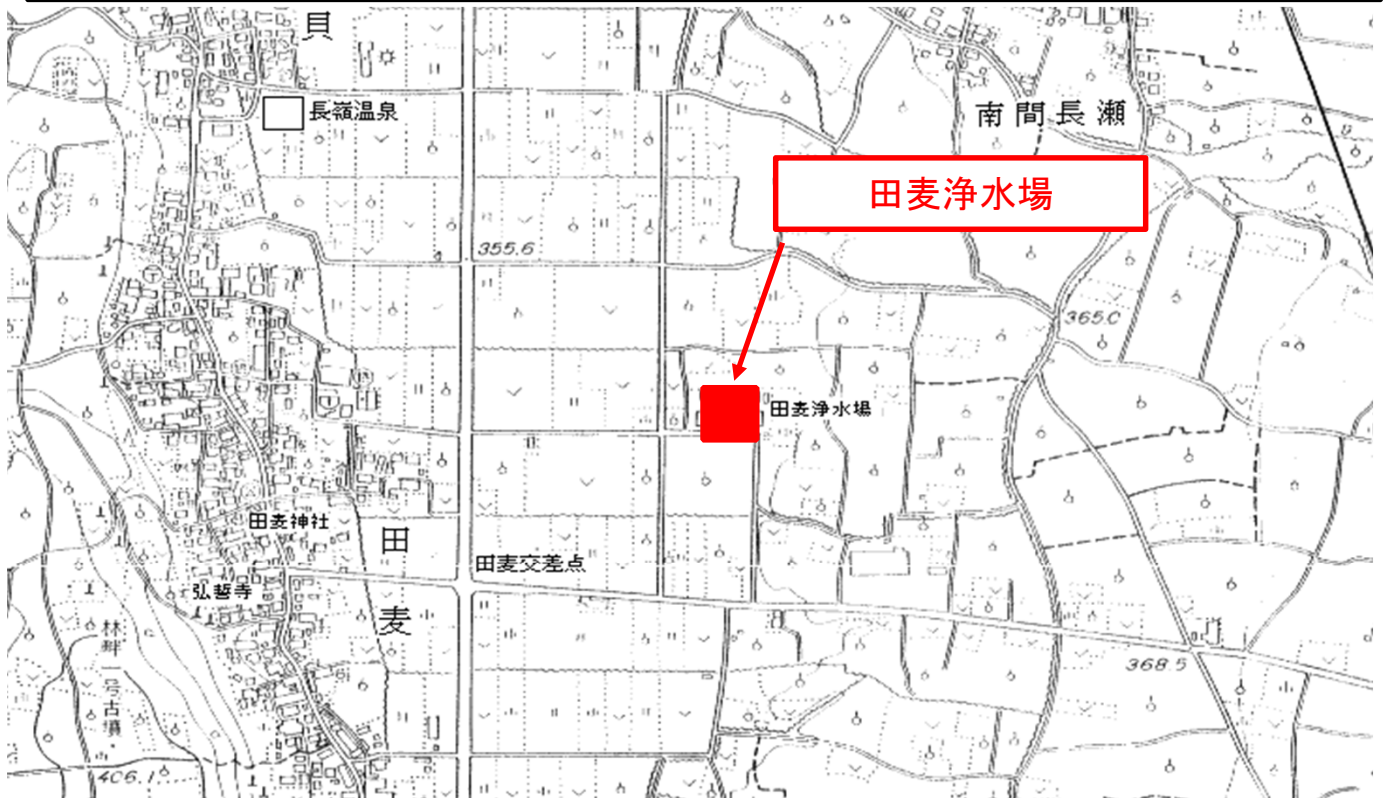 貝
長嶺温泉
南間長瀬
田麦浄水場
355.6
365.0
田麦浄水場
田麦神社
田麦
田麦交差点
弘誓寺
林畔一号古墳
368.5
406.1